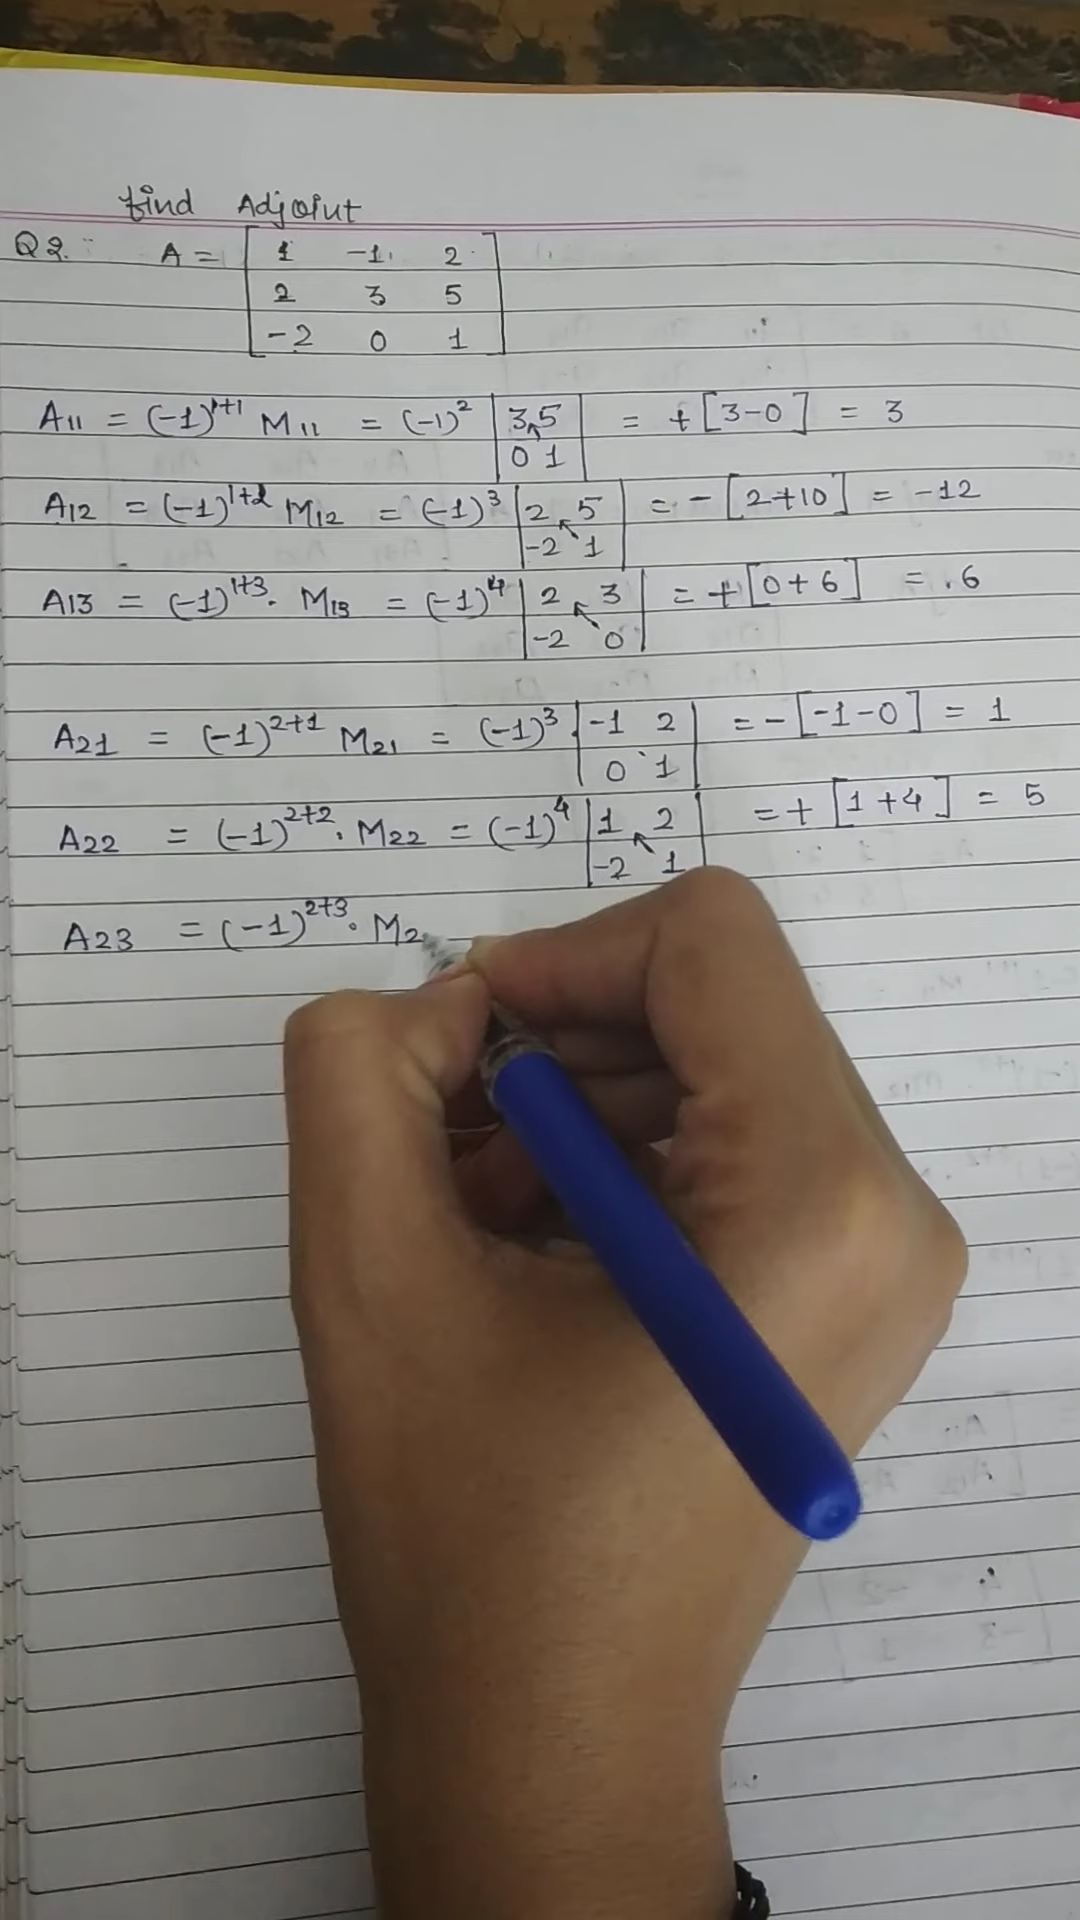 find Adjoint
Q2. A = [ 1 -1 2
2 3 5
-2 0 1 ]
A11 = (-1)^1+1 M11 = (-1)^2 | 3 5 | = +[3-0] = 3
0 1
A12 = (-1)^1+2 M12 = (-1)^3 | 2 5 | = -[2+10] = -12
-2 1
A13 = (-1)^1+3 . M13 = (-1)^4 | 2 3 | = +[0+6] = .6
-2 0
A21 = (-1)^2+1 M21 = (-1)^3 | -1 2 | = -[-1-0] = 1
0 1
A22 = (-1)^2+2 . M22 = (-1)^4 | 1 2 | = +[1+4] = 5
-2 1
A23 = (-1)^2+3 . M2